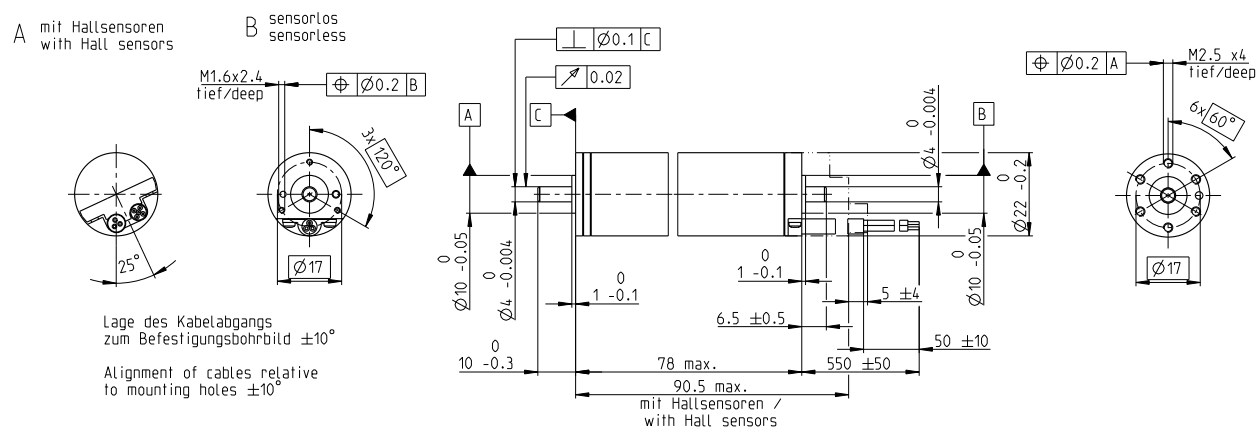 A
mit Hallsensoren
with Hall sensors
B
sensorlos
sensorless
M1.6x2.4
tief/deep
⌖ Ø0.2 B
3x 120°
25°
Ø17
Lage des Kabelabgangs
zum Befestigungsbohrbild ±10°
Alignment of cables relative
to mounting holes ±10°
⊥ Ø0.1 C
↗ 0.02
A
C
B
Ø10 0 -0.05
Ø4 0 -0.004
0
1 -0.1
0
10 -0.3
78 max.
90.5 max.
mit Hallsensoren /
with Hall sensors
0
1 -0.1
6.5 ±0.5
550 ±50
50 ±10
5 ±4
Ø4 0 -0.004
Ø10 0 -0.05
Ø22 0 -0.2
⌖ Ø0.2 A
M2.5 x4
tief/deep
6x 60°
Ø17